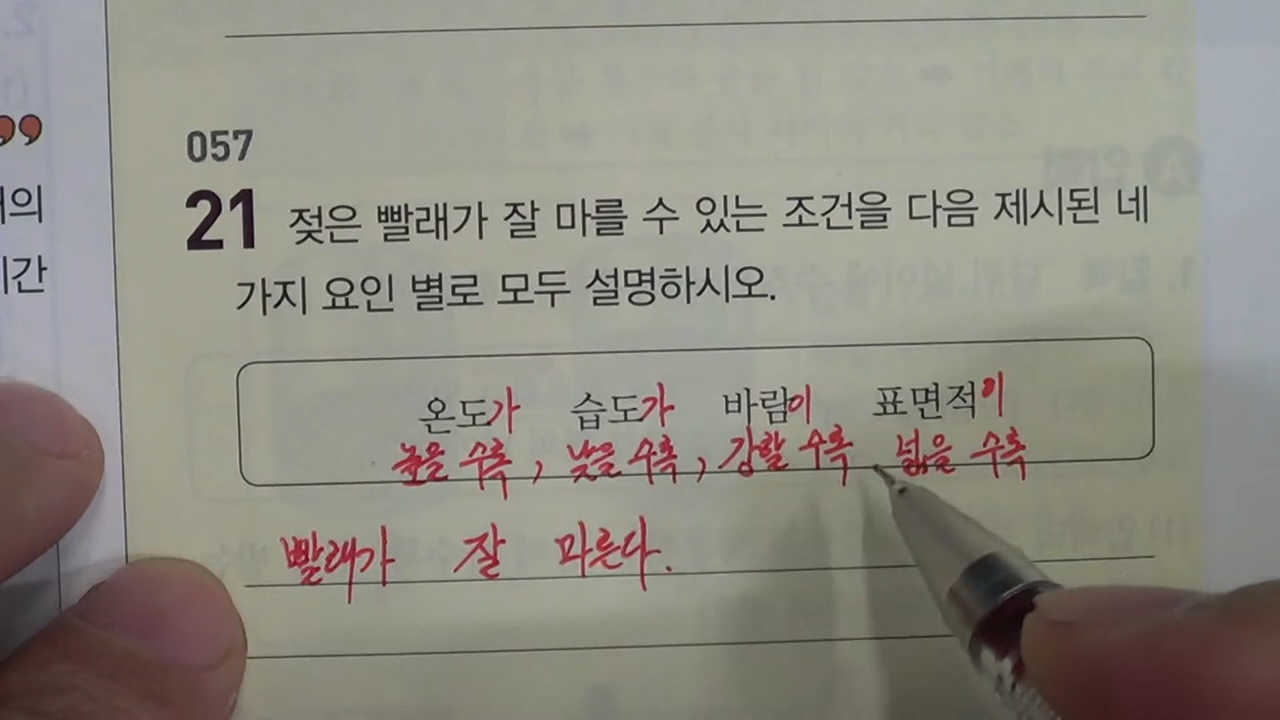 057
21 젖은 빨래가 잘 마를 수 있는 조건을 다음 제시된 네
가지 요인 별로 모두 설명하시오.
온도가 습도가 바람이 표면적이
높을 수록, 낮을 수록, 강할 수록 넓을 수록
빨래가 잘 마른다.
의
간